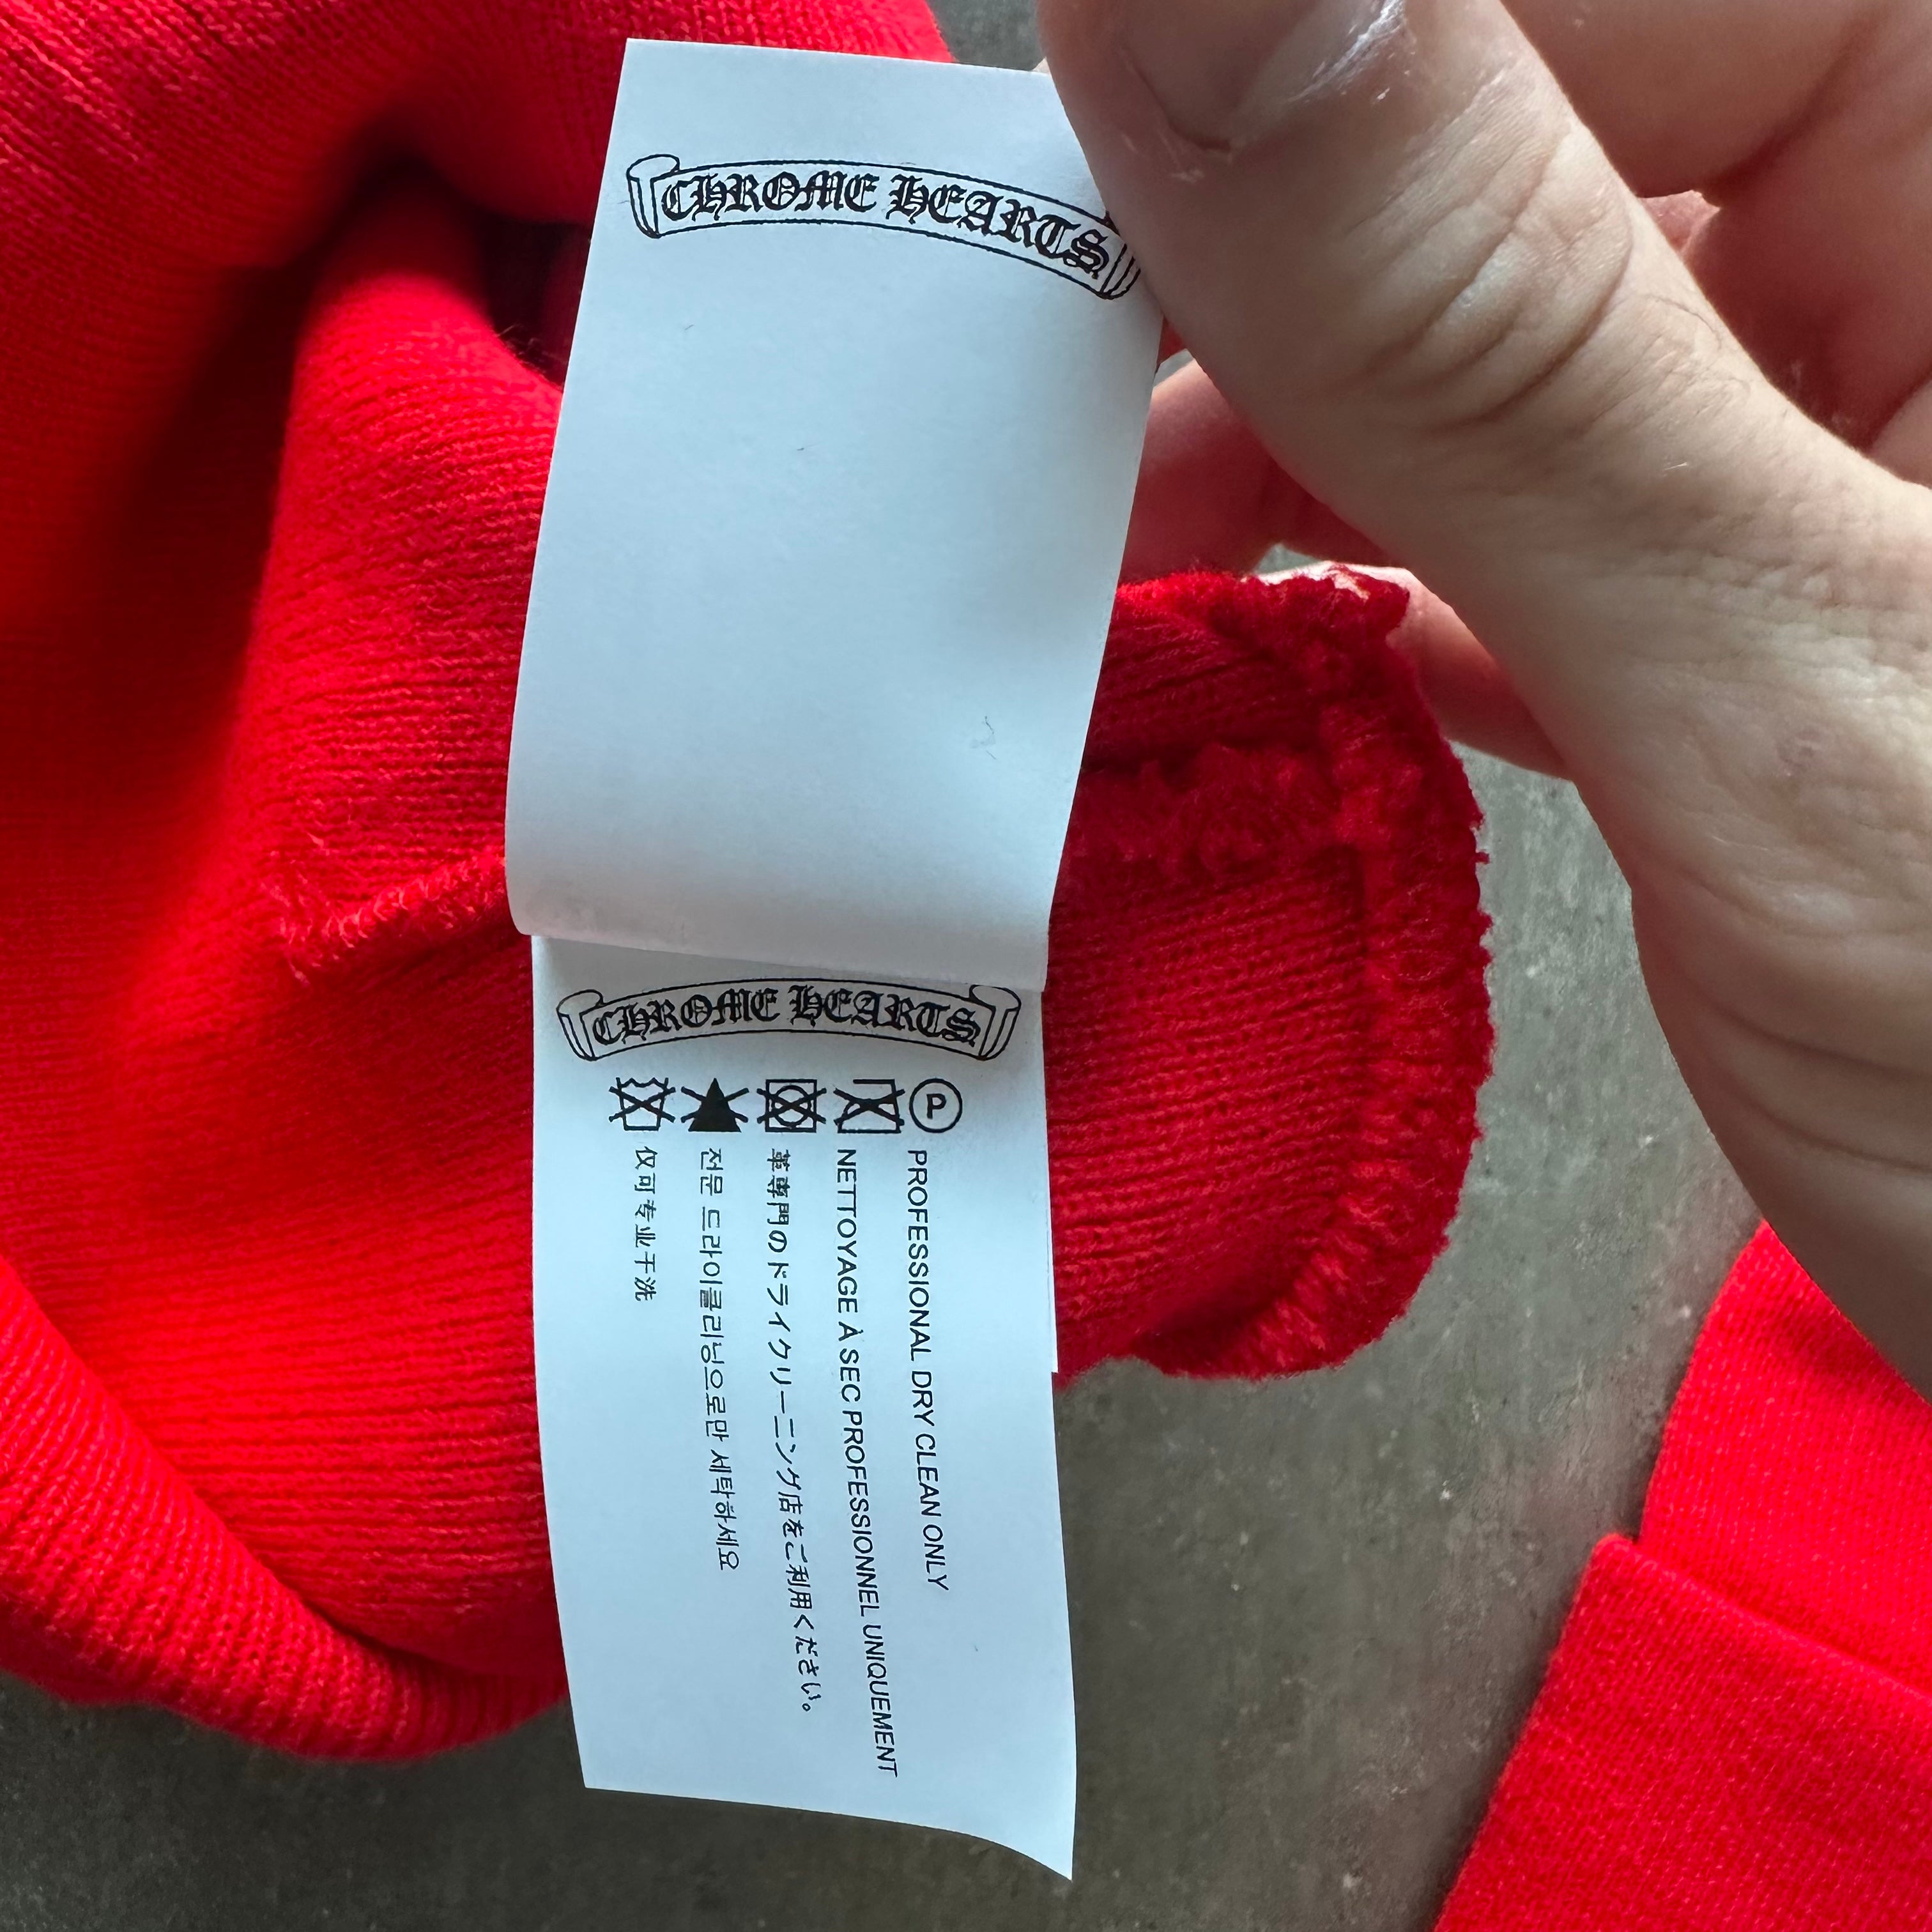 CHROME HEARTS
CHROME HEARTS
P
PROFESSIONAL DRY CLEAN ONLY
NETTOYAGE À SEC PROFESSIONNEL UNIQUEMENT
革専門のドライクリーニング店をご利用ください。
전문 드라이클리닝으로만 세탁하세요
仅可专业干洗